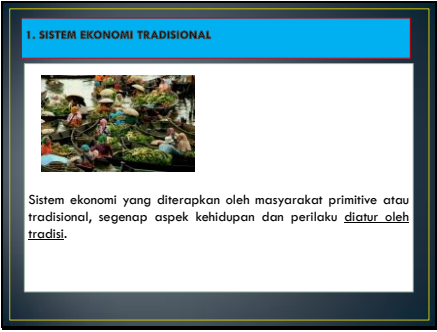 1. SISTEM EKONOMI TRADISIONAL
Sistem ekonomi yang diterapkan oleh masyarakat primitive atau
tradisional, segenap aspek kehidupan dan perilaku diatur oleh
tradisi.